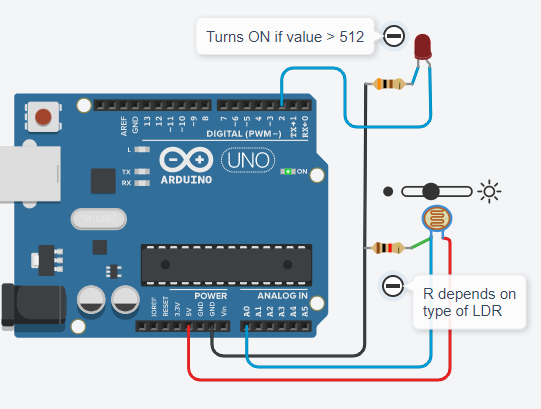 Turns ON if value > 512
AREF
GND
13
12
~11
~10
~9
8
7
~6
~5
4
~3
2
TX→1
RX←0
DIGITAL (PWM~)
L
TX
RX
UNO
ARDUINO
ON
POWER
ANALOG IN
IOREF
RESET
3.3V
5V
GND
GND
Vin
A0
A1
A2
A3
A4
A5
R depends on
type of LDR